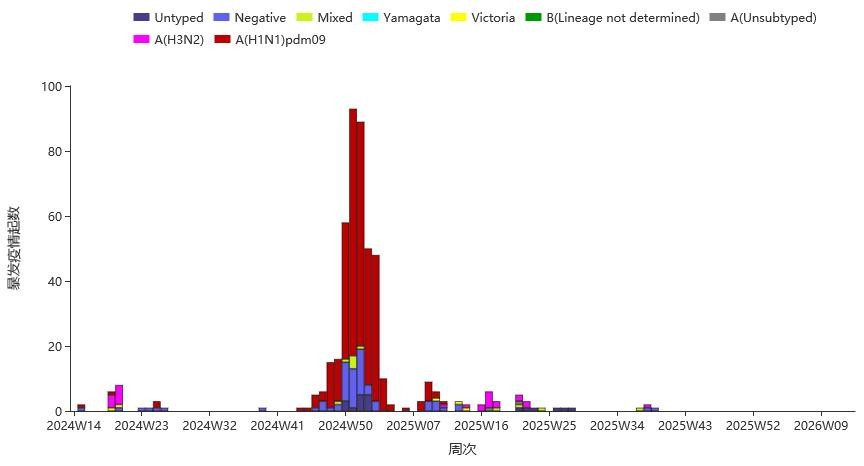 Untyped Negative Mixed Yamagata Victoria B(Lineage not determined) A(Unsubtyped)
A(H3N2) A(H1N1)pdm09
100
80
60
40
20
0
暴发疫情起数
2024W14 2024W23 2024W32 2024W41 2024W50 2025W07 2025W16 2025W25 2025W34 2025W43 2025W52 2026W09
周次